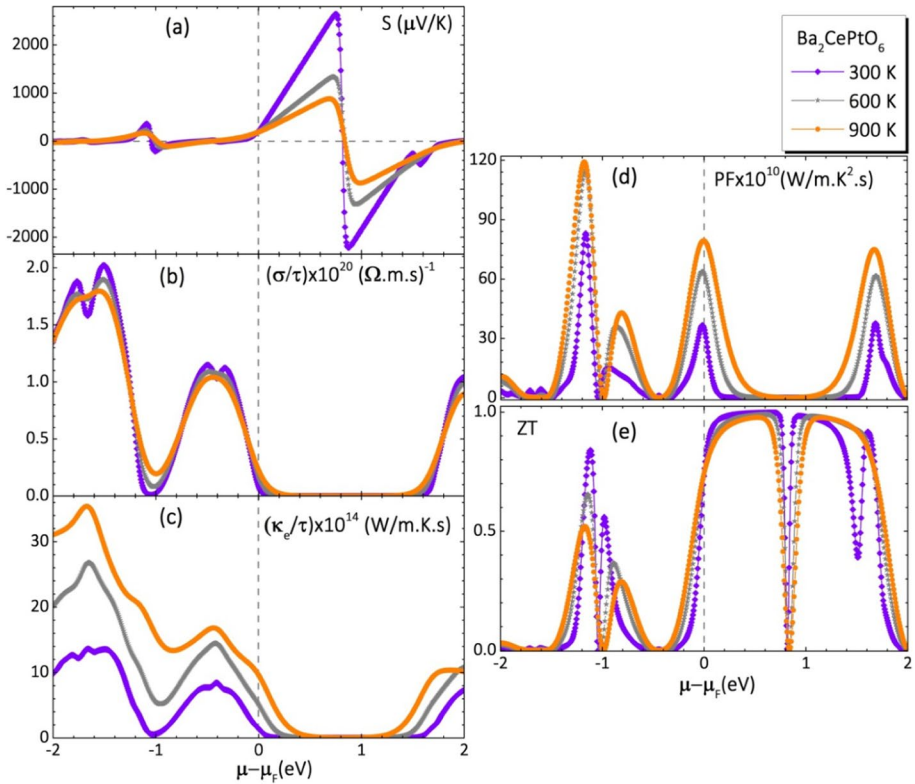 (a)
S (μV/K)
2000
1000
0
-1000
-2000
Ba₂CePtO₆
300 K
600 K
900 K
(b)
(σ/τ)x10²⁰ (Ω.m.s)⁻¹
2.0
1.5
1.0
0.5
0.0
(c)
(κₑ/τ)x10¹⁴ (W/m.K.s)
30
20
10
0
-2 -1 0 1 2
μ−μF(eV)
(d)
PFx10¹⁰(W/m.K².s)
120
90
60
30
0
ZT
(e)
1.0
0.5
0.0
-2 -1 0 1 2
μ−μF(eV)